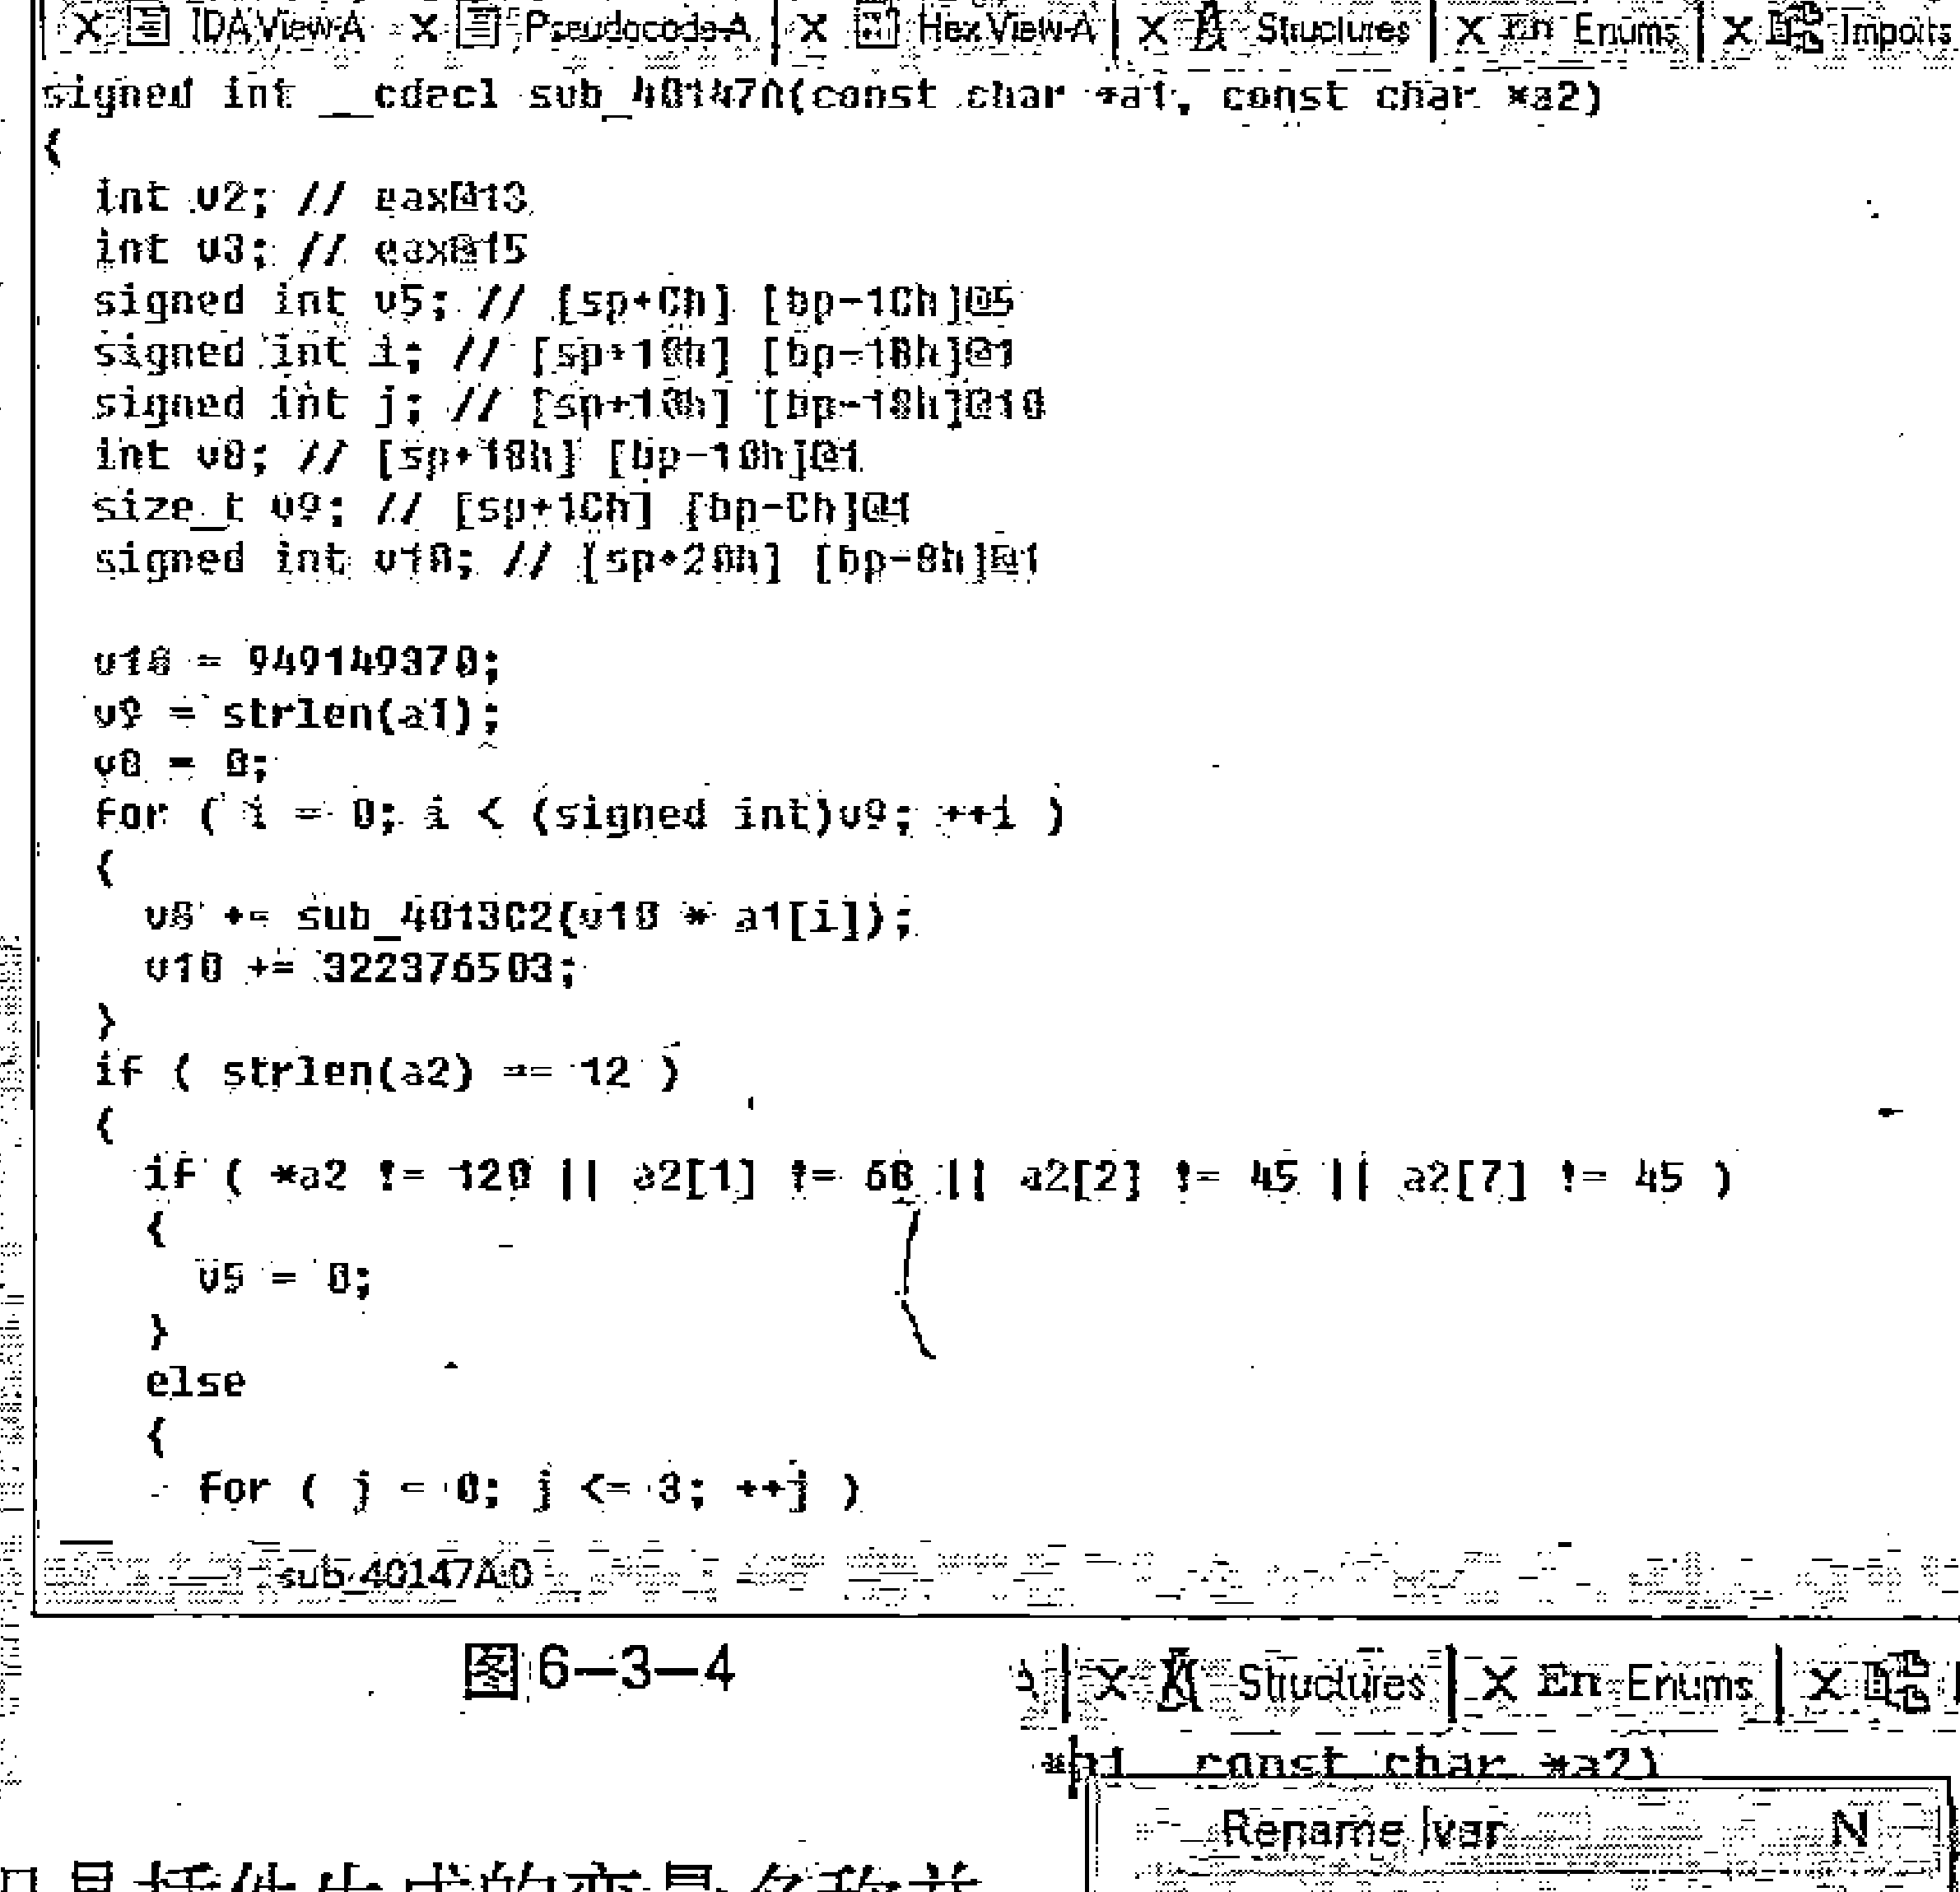 X IDA View-A X Pseudocode-A X Hex View-A X Structures X En Enums X Imports
signed int __cdecl sub_40147A(const char *a1, const char *a2)
{
int v2; // eax@13
int v3; // eax@15
signed int v5; // [sp+Ch] [bp-1Ch]@5
signed int i; // [sp+10h] [bp-18h]@1
signed int j; // [sp+10h] [bp-18h]@10
int v8; // [sp+18h] [bp-10h]@1
size_t v9; // [sp+1Ch] [bp-Ch]@1
signed int v10; // [sp+20h] [bp-8h]@1
v10 = 949149370;
v9 = strlen(a1);
v8 = 0;
for ( i = 0; i < (signed int)v9; ++i )
{
v8 += sub_4013C2(v10 * a1[i]);
v10 += 322376503;
}
if ( strlen(a2) == 12 )
{
if ( *a2 != 120 || a2[1] != 68 || a2[2] != 45 || a2[7] != 45 )
{
v5 = 0;
}
else
{
for ( j = 0; j <= 3; ++j )
sub_40147A:0
图6-3-4
X Structures X En Enums X
const char *a2)
Rename lvar N